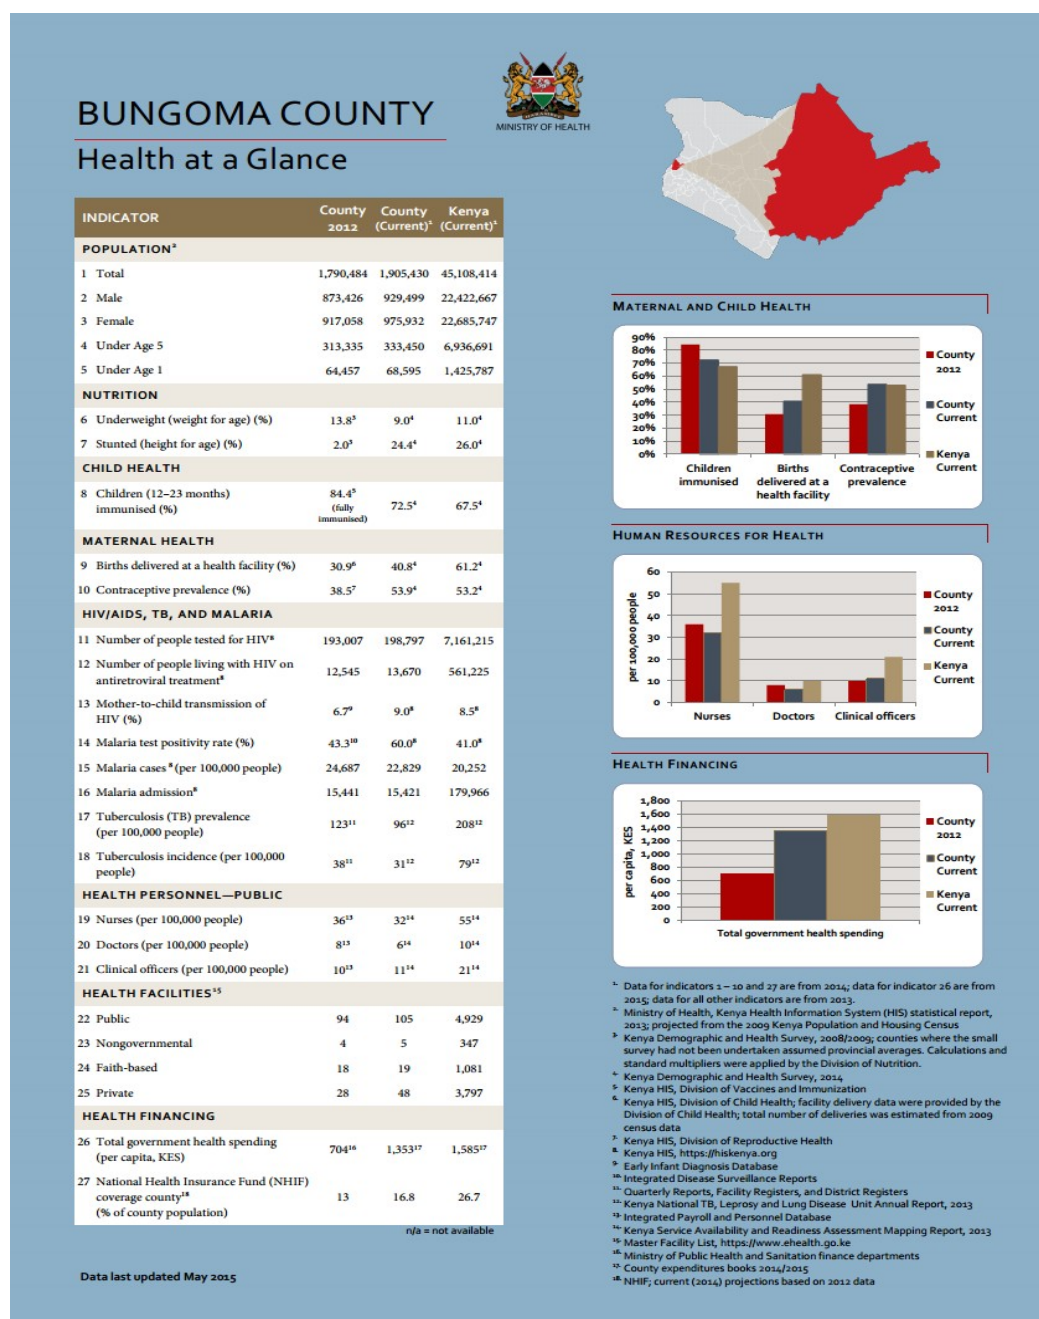 BUNGOMA COUNTY
Health at a Glance
MINISTRY OF HEALTH
INDICATOR County 2012 County (Current)¹ Kenya (Current)¹
POPULATION²
1 Total 1,790,484 1,905,430 45,108,414
2 Male 873,426 929,499 22,422,667
3 Female 917,058 975,932 22,685,747
4 Under Age 5 313,335 333,450 6,936,691
5 Under Age 1 64,457 68,595 1,425,787
NUTRITION
6 Underweight (weight for age) (%) 13.8³ 9.0⁴ 11.0⁴
7 Stunted (height for age) (%) 2.0³ 24.4⁴ 26.0⁴
CHILD HEALTH
8 Children (12–23 months) immunised (%) 84.4⁵ (fully immunised) 72.5⁴ 67.5⁴
MATERNAL HEALTH
9 Births delivered at a health facility (%) 30.9⁶ 40.8⁴ 61.2⁴
10 Contraceptive prevalence (%) 38.5⁷ 53.9⁴ 53.2⁴
HIV/AIDS, TB, AND MALARIA
11 Number of people tested for HIV⁸ 193,007 198,797 7,161,215
12 Number of people living with HIV on antiretroviral treatment⁸ 12,545 13,670 561,225
13 Mother-to-child transmission of HIV (%) 6.7⁹ 9.0⁸ 8.5⁸
14 Malaria test positivity rate (%) 43.3¹⁰ 60.0⁸ 41.0⁸
15 Malaria cases ⁸ (per 100,000 people) 24,687 22,829 20,252
16 Malaria admission⁸ 15,441 15,421 179,966
17 Tuberculosis (TB) prevalence (per 100,000 people) 123¹¹ 96¹² 208¹²
18 Tuberculosis incidence (per 100,000 people) 38¹¹ 31¹² 79¹²
HEALTH PERSONNEL—PUBLIC
19 Nurses (per 100,000 people) 36¹³ 32¹⁴ 55¹⁴
20 Doctors (per 100,000 people) 8¹³ 6¹⁴ 10¹⁴
21 Clinical officers (per 100,000 people) 10¹³ 11¹⁴ 21¹⁴
HEALTH FACILITIES¹⁵
22 Public 94 105 4,929
23 Nongovernmental 4 5 347
24 Faith-based 18 19 1,081
25 Private 28 48 3,797
HEALTH FINANCING
26 Total government health spending (per capita, KES) 704¹⁶ 1,353¹⁷ 1,585¹⁷
27 National Health Insurance Fund (NHIF) coverage county¹⁸ (% of county population) 13 16.8 26.7
n/a = not available
Data last updated May 2015
MATERNAL AND CHILD HEALTH
90%
80%
70%
60%
50%
40%
30%
20%
10%
0%
Children immunised
Births delivered at a health facility
Contraceptive prevalence
County 2012
County Current
Kenya Current
HUMAN RESOURCES FOR HEALTH
per 100,000 people
60
50
40
30
20
10
0
Nurses Doctors Clinical officers
County 2012
County Current
Kenya Current
HEALTH FINANCING
per capita, KES
1,800
1,600
1,400
1,200
1,000
800
600
400
200
0
Total government health spending
County 2012
County Current
Kenya Current
1. Data for indicators 1 – 10 and 27 are from 2014; data for indicator 26 are from
2015; data for all other indicators are from 2013.
2. Ministry of Health, Kenya Health Information System (HIS) statistical report,
2013; projected from the 2009 Kenya Population and Housing Census
3. Kenya Demographic and Health Survey, 2008/2009; counties where the small
survey had not been undertaken assumed provincial averages. Calculations and
standard multipliers were applied by the Division of Nutrition.
4. Kenya Demographic and Health Survey, 2014
5. Kenya HIS, Division of Vaccines and Immunization
6. Kenya HIS, Division of Child Health; facility delivery data were provided by the
Division of Child Health; total number of deliveries was estimated from 2009
census data
7. Kenya HIS, Division of Reproductive Health
8. Kenya HIS, https://hiskenya.org
9. Early Infant Diagnosis Database
10. Integrated Disease Surveillance Reports
11. Quarterly Reports, Facility Registers, and District Registers
12. Kenya National TB, Leprosy and Lung Disease Unit Annual Report, 2013
13. Integrated Payroll and Personnel Database
14. Kenya Service Availability and Readiness Assessment Mapping Report, 2013
15. Master Facility List, https://www.ehealth.go.ke
16. Ministry of Public Health and Sanitation finance departments
17. County expenditures books 2014/2015
18. NHIF; current (2014) projections based on 2012 data